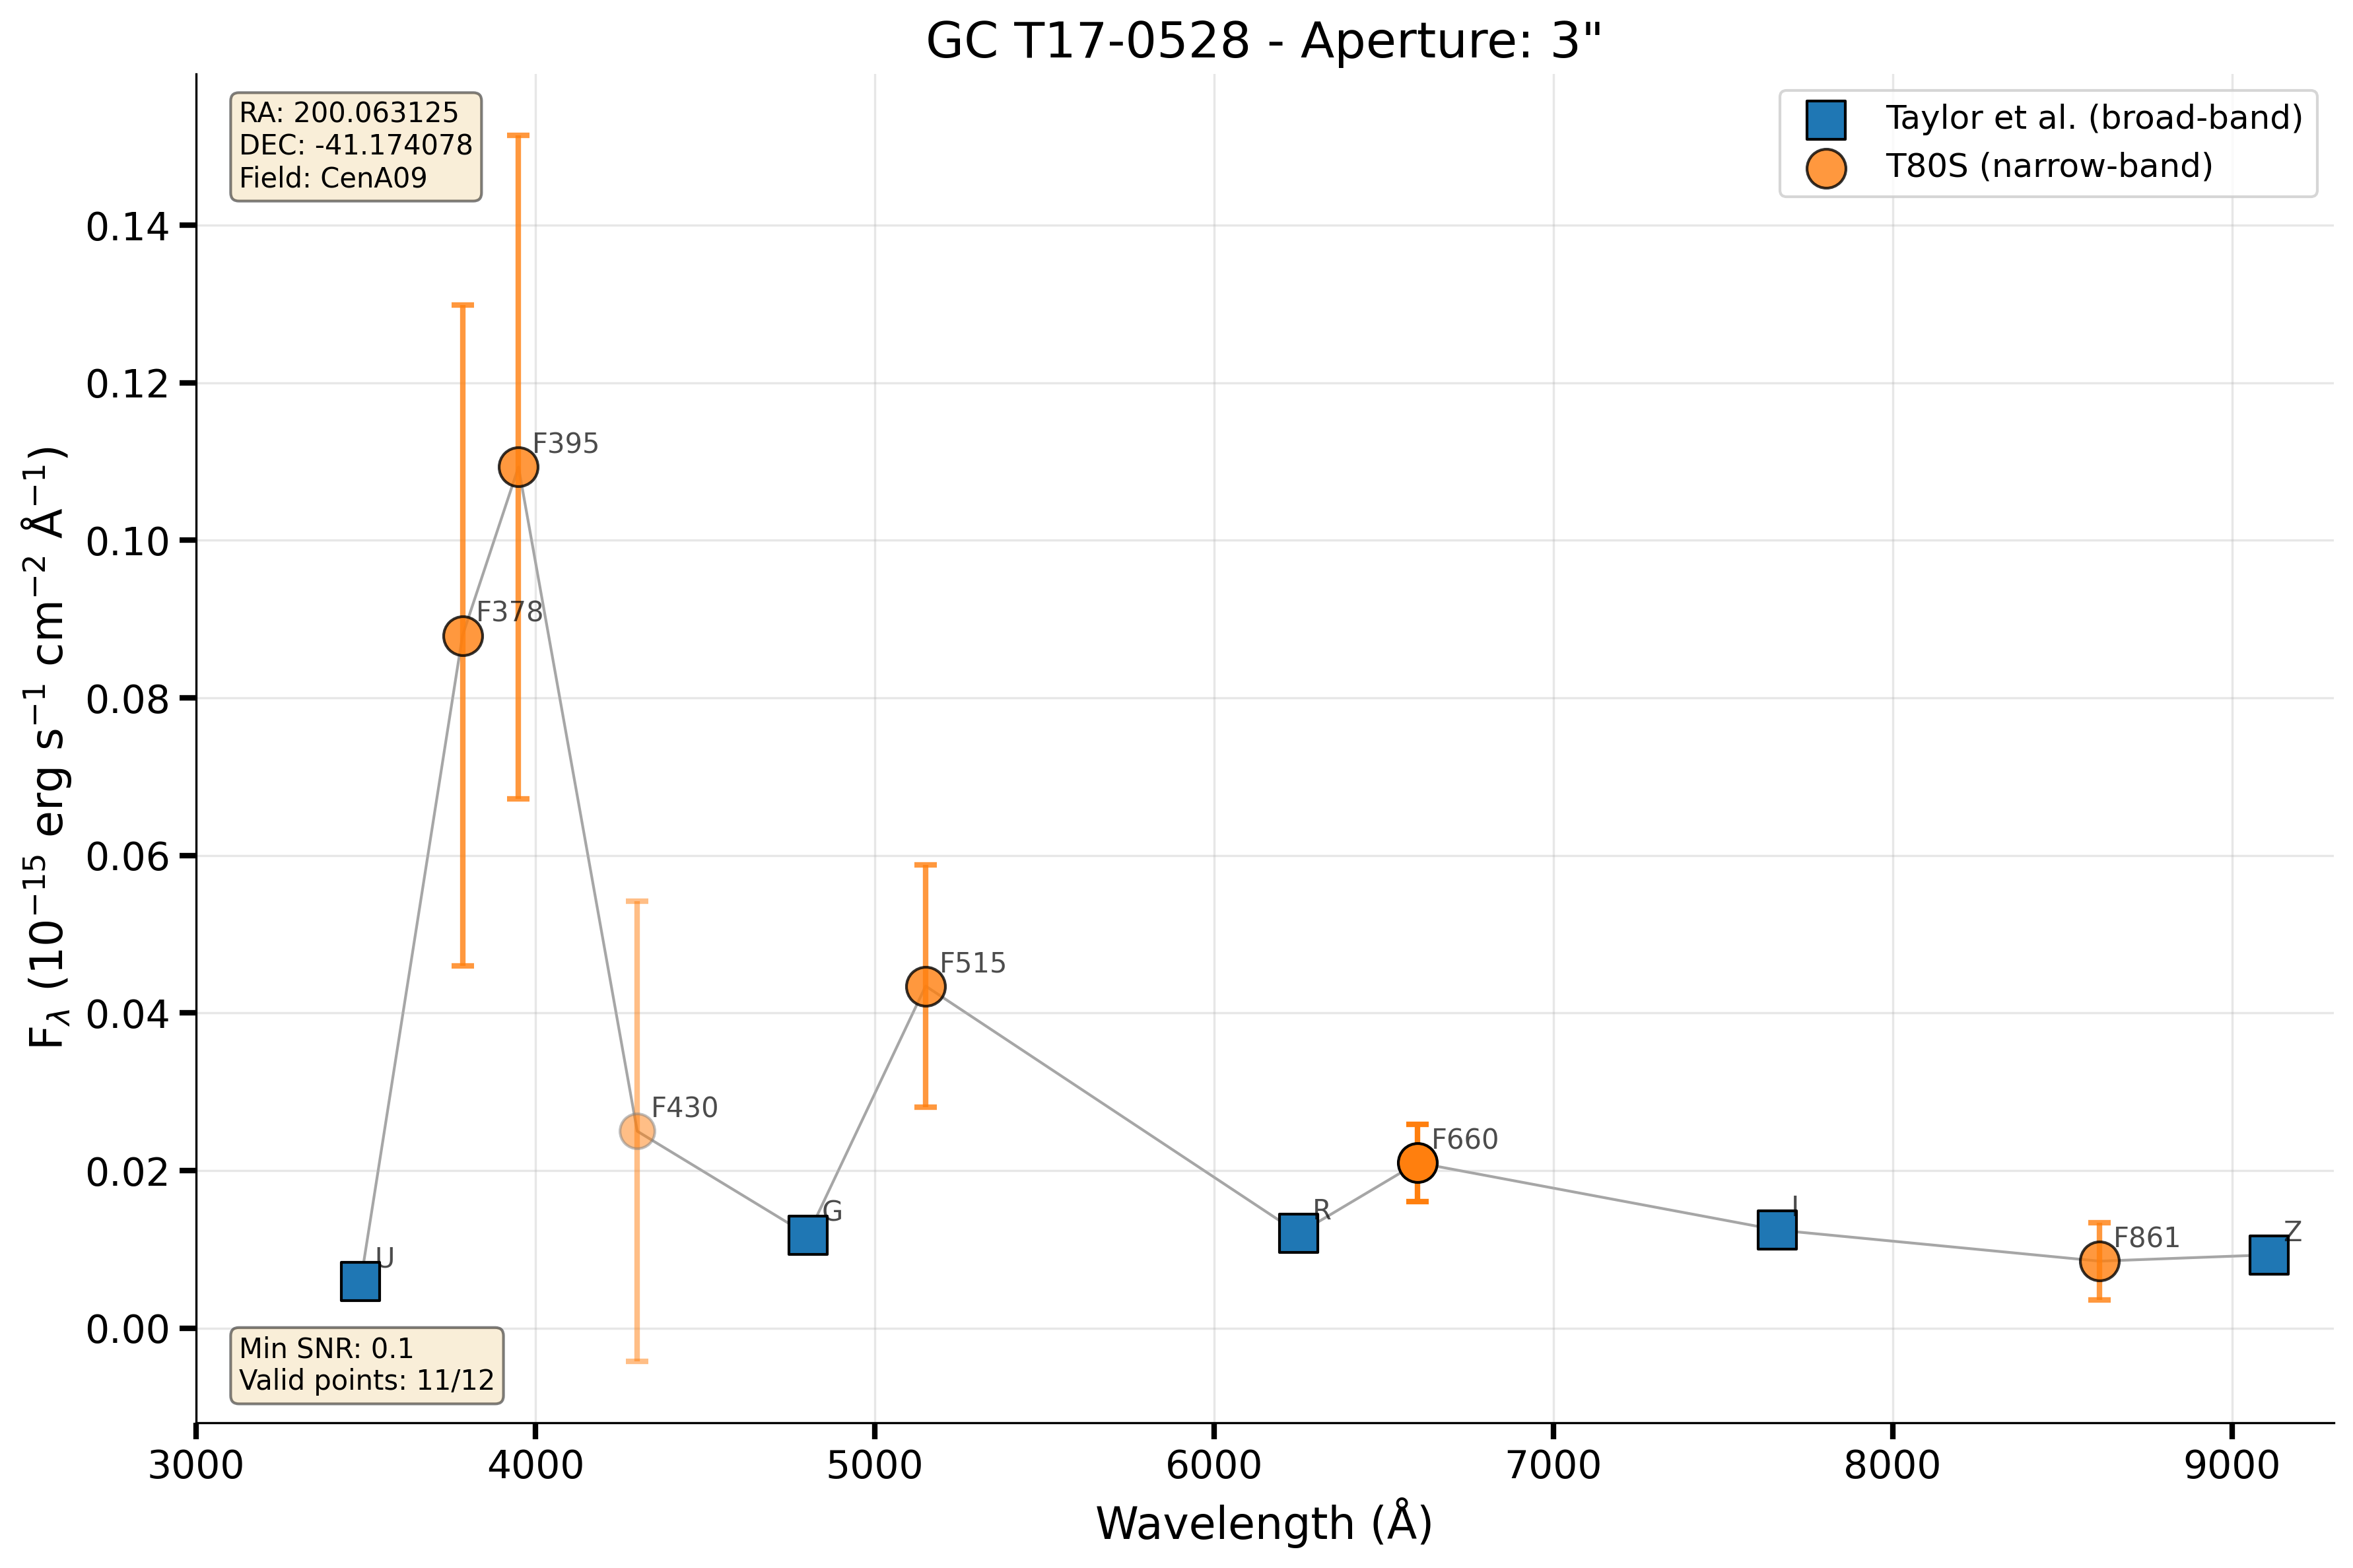 GC T17-0528 - Aperture: 3"
RA: 200.063125
DEC: -41.174078
Field: CenA09
Taylor et al. (broad-band)
T80S (narrow-band)
0.14
0.12
0.10
0.08
0.06
0.04
0.02
0.00
F$_{λ}$ (10$^{−15}$ erg s$^{−1}$ cm$^{−2}$ Å$^{−1}$)
F395
F378
F515
F430
F660
G
R
I
F861
Z
U
Min SNR: 0.1
Valid points: 11/12
3000 4000 5000 6000 7000 8000 9000
Wavelength (Å)